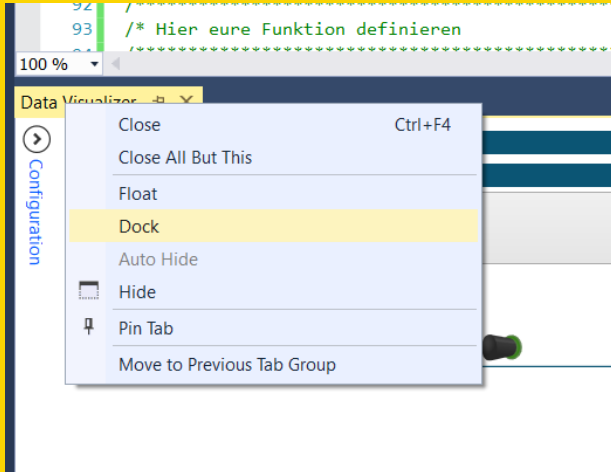 92 /********************************************
93 /* Hier eure Funktion definieren
100 %
Data Visualizer
Configuration
Close Ctrl+F4
Close All But This
Float
Dock
Auto Hide
Hide
Pin Tab
Move to Previous Tab Group